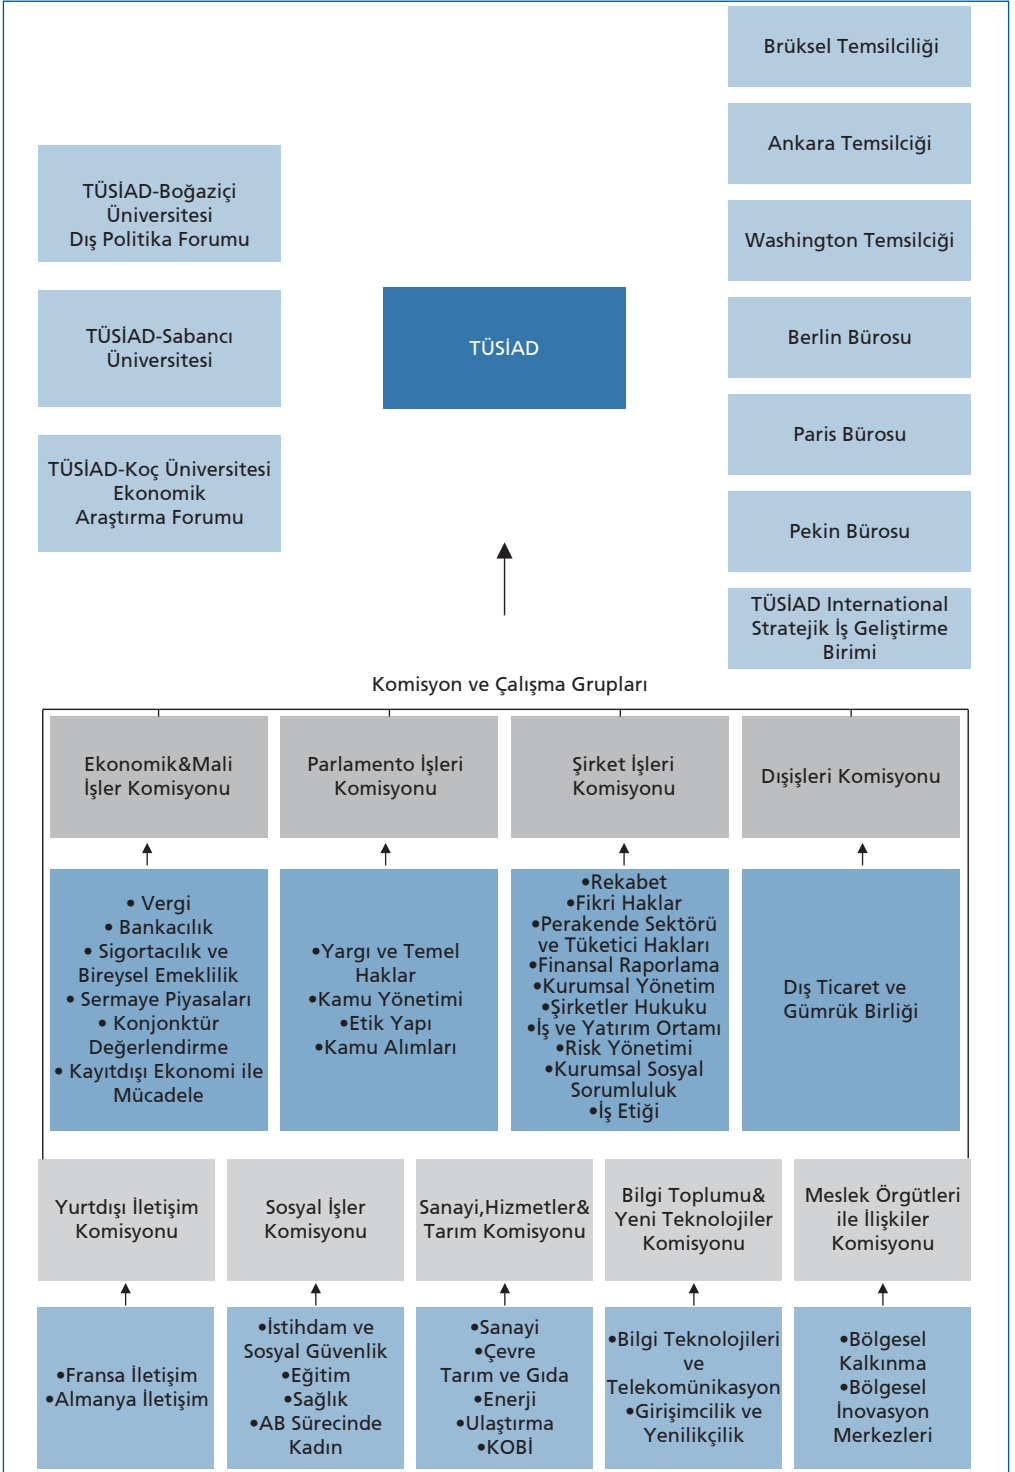 Brüksel Temsilciliği
Ankara Temsilciği
Washington Temsilciği
Berlin Bürosu
Paris Bürosu
Pekin Bürosu
TÜSİAD International
Stratejik İş Geliştirme
Birimi
TÜSİAD-Boğaziçi
Üniversitesi
Dış Politika Forumu
TÜSİAD-Sabancı
Üniversitesi
TÜSİAD-Koç Üniversitesi
Ekonomik
Araştırma Forumu
TÜSİAD
Komisyon ve Çalışma Grupları
Ekonomik&Mali
İşler Komisyonu
Parlamento İşleri
Komisyonu
Şirket İşleri
Komisyonu
Dışişleri Komisyonu
• Vergi
• Bankacılık
• Sigortacılık ve
Bireysel Emeklilik
• Sermaye Piyasaları
• Konjonktür
Değerlendirme
• Kayıtdışı Ekonomi ile
Mücadele
•Yargı ve Temel
Haklar
•Kamu Yönetimi
•Etik Yapı
•Kamu Alımları
•Rekabet
•Fikri Haklar
•Perakende Sektörü
ve Tüketici Hakları
•Finansal Raporlama
•Kurumsal Yönetim
•Şirketler Hukuku
•İş ve Yatırım Ortamı
•Risk Yönetimi
•Kurumsal Sosyal
Sorumluluk
•İş Etiği
Dış Ticaret ve
Gümrük Birliği
Yurtdışı İletişim
Komisyonu
Sosyal İşler
Komisyonu
Sanayi,Hizmetler&
Tarım Komisyonu
Bilgi Toplumu&
Yeni Teknolojiler
Komisyonu
Meslek Örgütleri
ile İlişkiler
Komisyonu
•Fransa İletişim
•Almanya İletişim
•İstihdam ve
Sosyal Güvenlik
•Eğitim
•Sağlık
•AB Sürecinde
Kadın
•Sanayi
•Çevre
Tarım ve Gıda
•Enerji
•Ulaştırma
•KOBİ
•Bilgi Teknolojileri
ve
Telekomünikasyon
•Girişimcilik ve
Yenilikçilik
•Bölgesel
Kalkınma
•Bölgesel
İnovasyon
Merkezleri